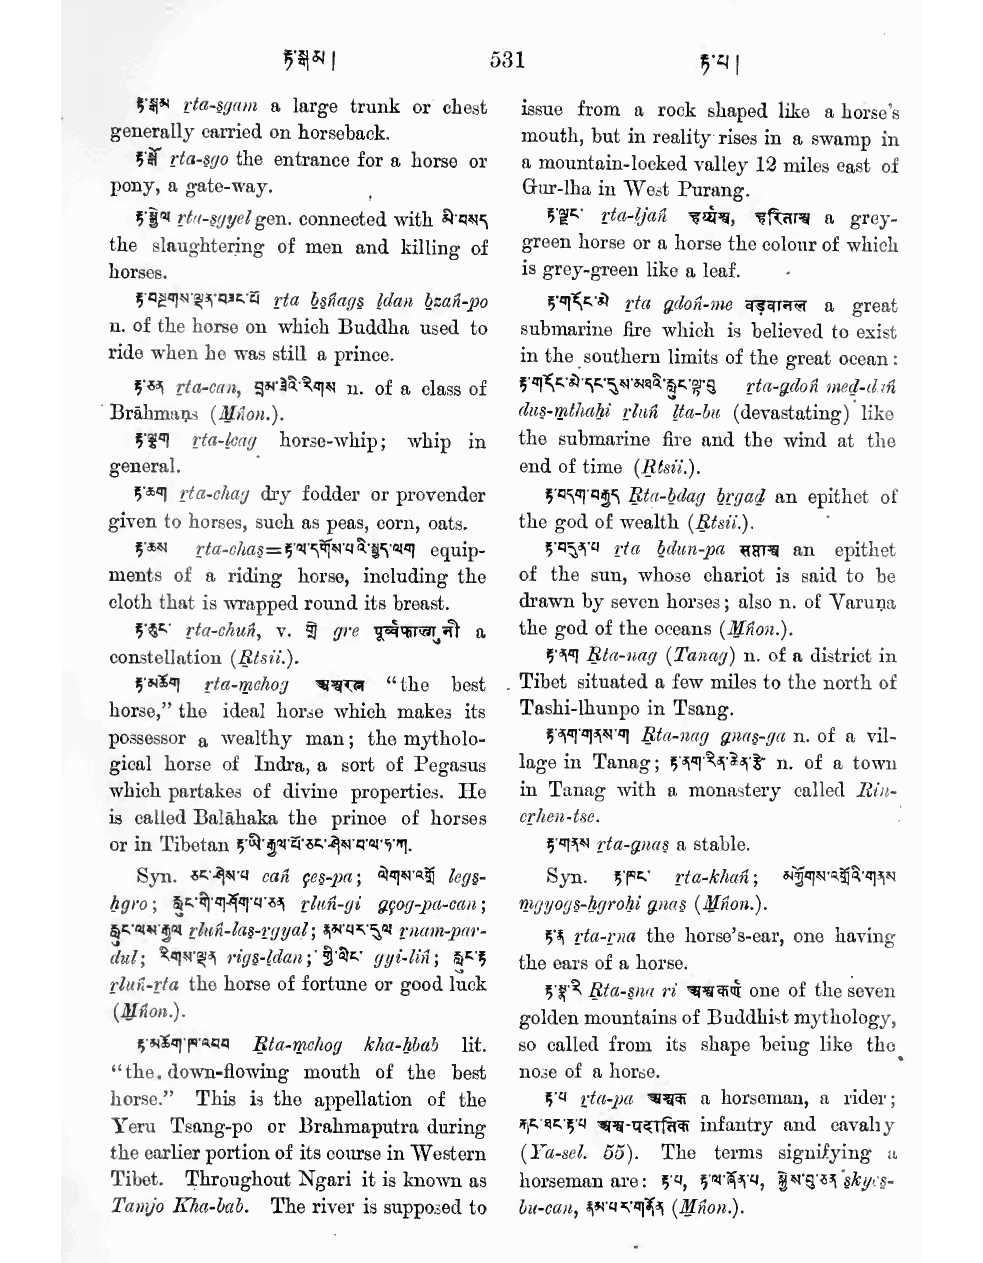 རྟ་སྒམ།
531
རྟ་པ།
རྟ་སྒམ rta-sgam a large trunk or chest
generally carried on horseback.
རྟ་སྒོ rta-sgo the entrance for a horse or
pony, a gate-way.
རྟ་སྒྱེལ rta-sgyel gen. connected with མི་བསད
the slaughtering of men and killing of
horses.
རྟ་བསྔགས་ལྡན་བཟང་པོ rta bsṅags ldan bzaṅ-po
n. of the horse on which Buddha used to
ride when he was still a prince.
རྟ་ཅན rta-can, བྲམ་ཟེའི་རིགས n. of a class of
Brāhmaṇs (Mṅon.).
རྟ་ལྕག rta-lcag horse-whip; whip in
general.
རྟ་ཆག rta-chag dry fodder or provender
given to horses, such as peas, corn, oats.
རྟ་ཆས rta-chas=རྟ་ལ་དགོས་པའི་སྤྱད་ལག equip-
ments of a riding horse, including the
cloth that is wrapped round its breast.
རྟ་ཆུང་ rta-chuṅ, v. གྲེ gre पूर्व्वफाल्गुनी a
constellation (Rtsii.).
རྟ་མཆོག rta-mchog अश्वरत्न “the best
horse,” the ideal horse which makes its
possessor a wealthy man; the mytholo-
gical horse of Indra, a sort of Pegasus
which partakes of divine properties. He
is called Balāhaka the prince of horses
or in Tibetan རྟ་ཡི་རྒྱལ་པོ་ཅང་ཤེས་བ་ལ་ཧ་ཀ.
Syn. ཅང་ཤེས་པ caṅ çes-pa; ལེགས་འགྲོ legs-
ḥgro; རླུང་གི་གཤོག་པ་ཅན rluṅ-gi gçog-pa-can;
རླུང་ལས་རྒྱལ rluṅ-las-rgyal; རྣམ་པར་དུལ rnam-par-
dul; རིགས་ལྡན rigs-ldan; གྱི་ལིང་ gyi-liṅ; རླུང་རྟ
rluṅ-rta the horse of fortune or good luck
(Mṅon.).
རྟ་མཆོག་ཁ་འབབ Rta-mchog kha-ḥbab lit.
“the down-flowing mouth of the best
horse.” This is the appellation of the
Yeru Tsang-po or Brahmaputra during
the earlier portion of its course in Western
Tibet. Throughout Ngari it is known as
Tamjo Kha-bab. The river is supposed to
issue from a rock shaped like a horse’s
mouth, but in reality rises in a swamp in
a mountain-locked valley 12 miles east of
Gur-lha in West Purang.
རྟ་ལྗང་ rta-ljaṅ हर्य्यश्व, हरिताश्व a grey-
green horse or a horse the colour of which
is grey-green like a leaf.
རྟ་གདོང་མེ rta gdoṅ-me वड़वानल a great
submarine fire which is believed to exist
in the southern limits of the great ocean:
རྟ་གདོང་མེ་དང་དུས་མཐའི་རླུང་ལྟ་བུ rta-gdoṅ med-daṅ
dus-mthaḥi rluṅ lta-bu (devastating) like
the submarine fire and the wind at the
end of time (Rtsii.).
རྟ་བདག་བརྒྱད Rta-bdag brgad an epithet of
the god of wealth (Rtsii.).
རྟ་བདུན་པ rta bdun-pa सप्ताश्व an epithet
of the sun, whose chariot is said to be
drawn by seven horses; also n. of Varuṇa
the god of the oceans (Mṅon.).
རྟ་ནག Rta-nag (Tanag) n. of a district in
Tibet situated a few miles to the north of
Tashi-lhunpo in Tsang.
རྟ་ནག་གནས་ག Rta-nag gnas-ga n. of a vil-
lage in Tanag; རྟ་ནག་རིན་ཆེན་རྩེ n. of a town
in Tanag with a monastery called Rin-
crhen-tse.
རྟ་གནས rta-gnas a stable.
Syn. རྟ་ཁང་ rta-khaṅ; མགྱོགས་འགྲོའི་གནས
mgyogs-hgrohi gnas (Mṅon.).
རྟ་རྣ rta-rna the horse’s-ear, one having
the ears of a horse.
རྟ་སྣ་རི Rta-sna ri अश्वकर्ण one of the seven
golden mountains of Buddhist mythology,
so called from its shape being like the
nose of a horse.
རྟ་པ rta-pa अश्वक a horseman, a rider;
རྐང་ཐང་རྟ་པ अश्व-पदातिक infantry and cavalry
(Ya-sel. 55). The terms signifying a
horseman are: རྟ་པ, རྟ་ལ་ཞོན་པ, སྐྱེས་བུ་ཅན skyes-
bu-can, རྣམ་པར་གནོན (Mṅon.).